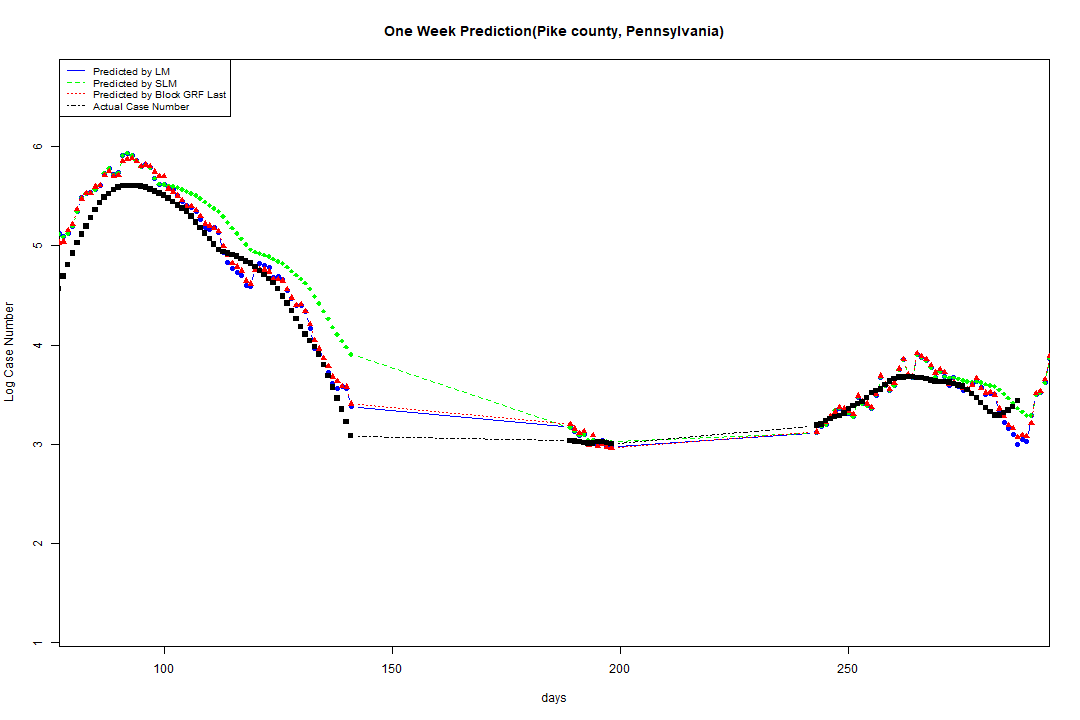 One Week Prediction(Pike county, Pennsylvania)
Predicted by LM
Predicted by SLM
Predicted by Block GRF Last
Actual Case Number
6
5
4
3
2
1
Log Case Number
100
150
200
250
days